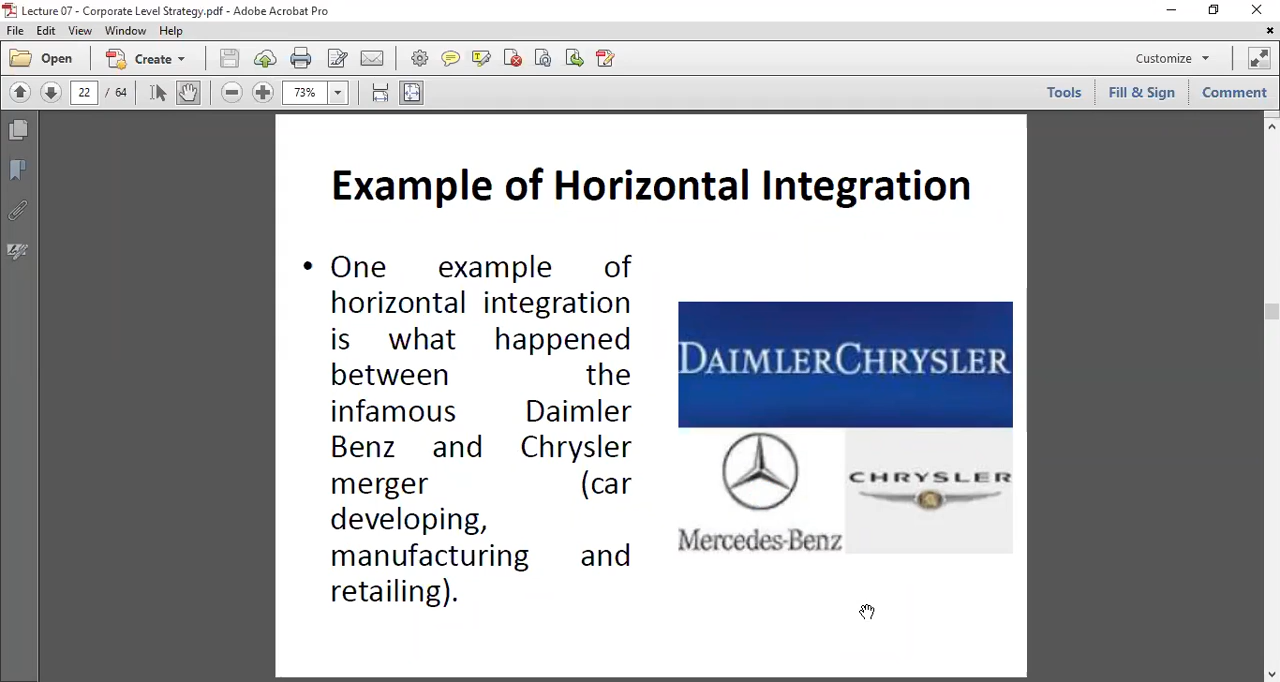 Lecture 07 - Corporate Level Strategy.pdf - Adobe Acrobat Pro
File Edit View Window Help
Open Create Customize
22 / 64 73% Tools Fill & Sign Comment
Example of Horizontal Integration
• One example of
horizontal integration
is what happened
between the
infamous Daimler
Benz and Chrysler
merger (car
developing,
manufacturing and
retailing).
DAIMLERCHRYSLER
Mercedes-Benz
CHRYSLER